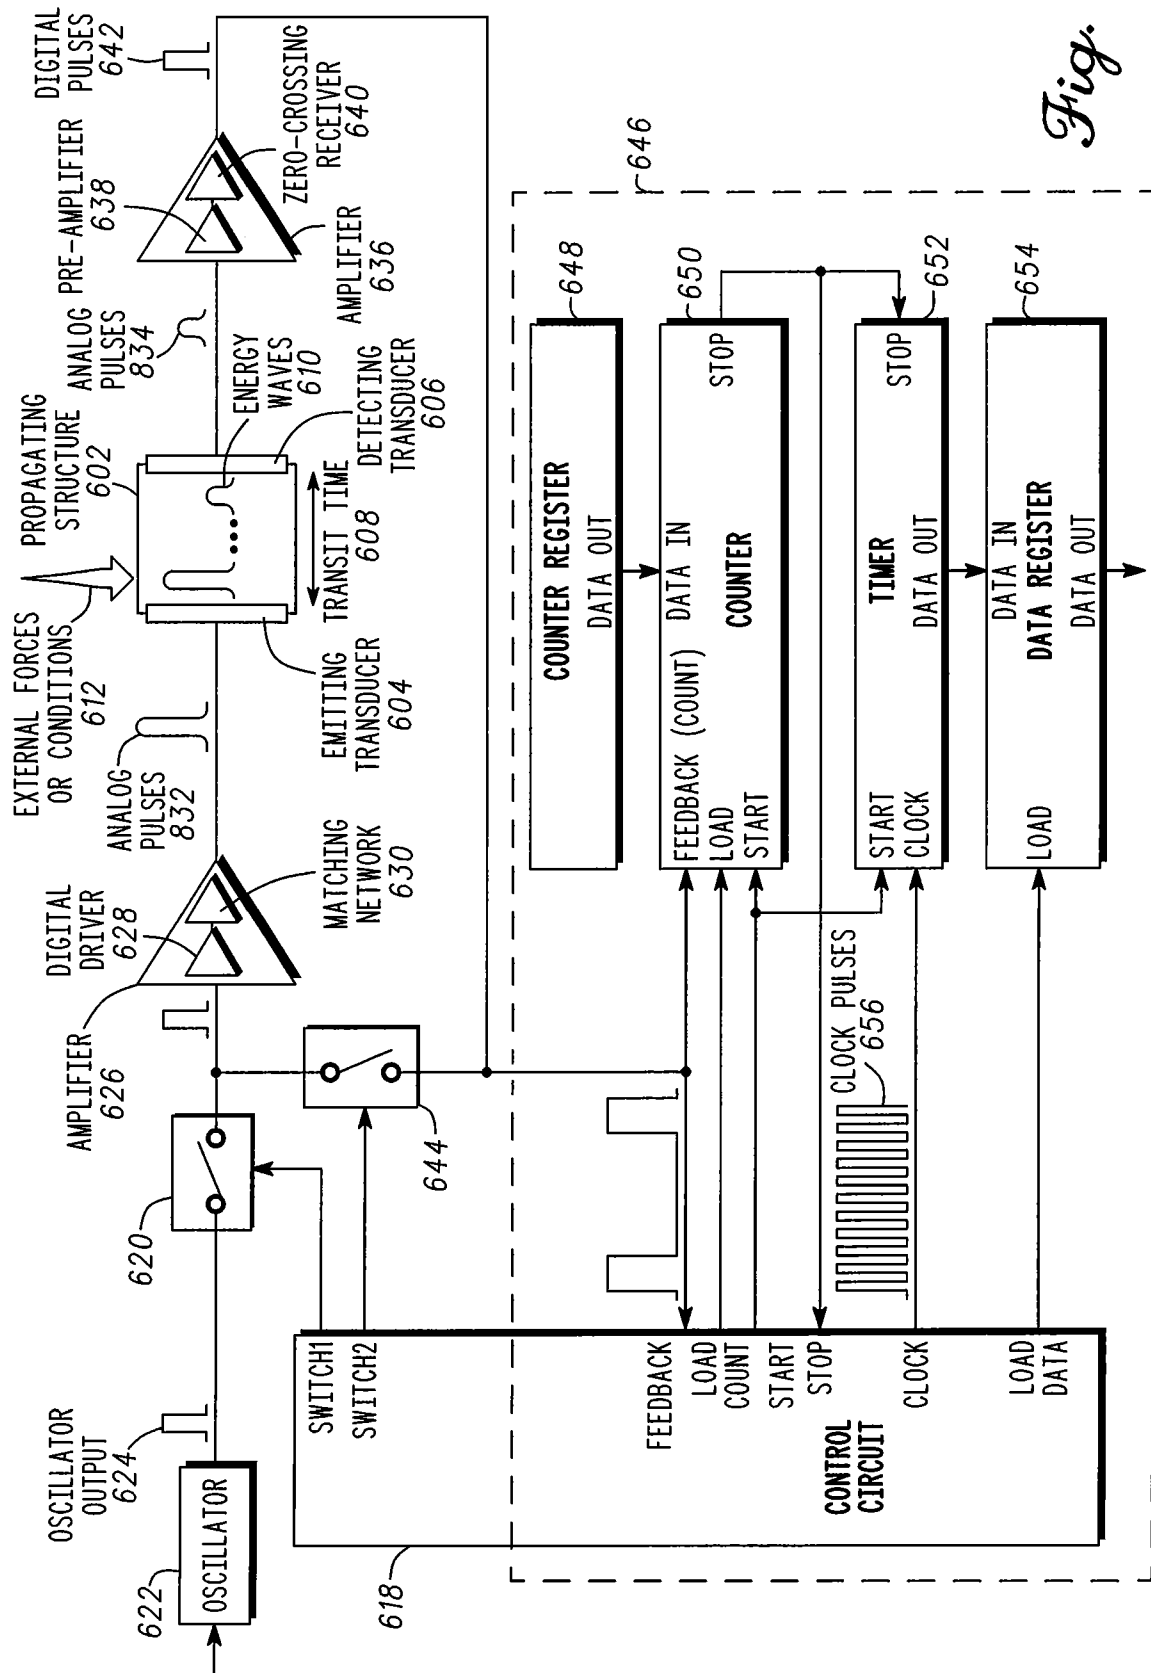 OSCILLATOR
OUTPUT
624
622
OSCILLATOR
620
AMPLIFIER
626
DIGITAL
DRIVER
628
MATCHING
NETWORK
630
ANALOG
PULSES
832
EXTERNAL FORCES
OR CONDITIONS
612
EMITTING
TRANSDUCER
604
PROPAGATING
STRUCTURE
602
TRANSIT TIME
608
ENERGY
WAVES
610
DETECTING
TRANSDUCER
606
ANALOG
PULSES
834
PRE-AMPLIFIER
638
AMPLIFIER
636
ZERO-CROSSING
RECEIVER
640
DIGITAL
PULSES
642
644
646
618
SWITCH1
SWITCH2
FEEDBACK
LOAD
COUNT
START
STOP
CLOCK
LOAD
DATA
CONTROL
CIRCUIT
CLOCK PULSES
656
COUNTER REGISTER
DATA OUT
648
FEEDBACK (COUNT)
DATA IN
LOAD
START
COUNTER
STOP
650
START
CLOCK
TIMER
DATA OUT
STOP
652
LOAD
DATA IN
DATA REGISTER
DATA OUT
654
Fig.